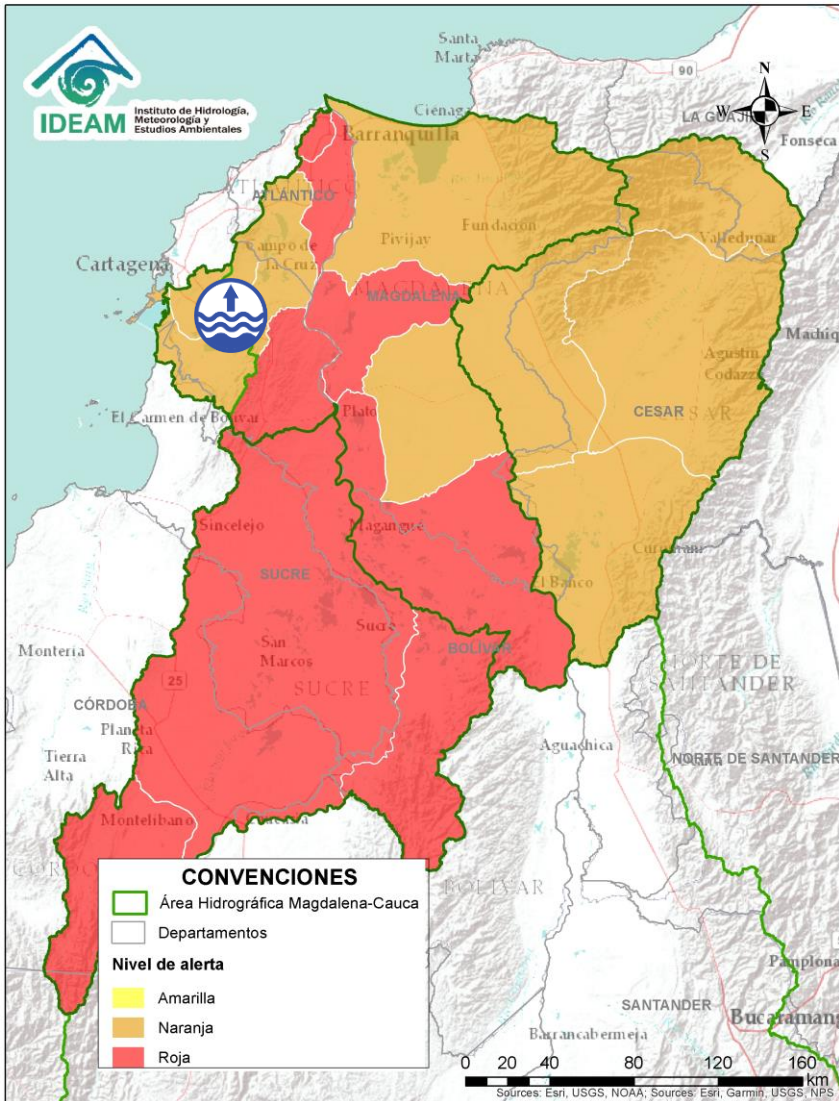 IDEAM
Instituto de Hidrología,
Meteorología y
Estudios Ambientales
Santa
Marta
90
N
W
E
S
LA GUAJIRA
Ciénaga
Fonseca
Barranquilla
ATLÁNTICO
Valledupar
Fundación
Pivijay
Campo de
la Cruz
Cartagena
MAGDALENA
Agustín
Codazzi
CESAR
El Carmen de Bolívar
Plato
Sincelejo
Magangue
SUCRE
El Banco
Sucre
San
Marcos
BOLÍVAR
Montería
SUCRE
25
NORTE DE
SANTANDER
CÓRDOBA
Planeta
Rica
Tierra
Alta
Aguachica
NORTE DE SANTANDER
Montelíbano
BOLÍVAR
CONVENCIONES
Área Hidrográfica Magdalena-Cauca
Departamentos
Nivel de alerta
Amarilla
Naranja
Roja
Pamplona
SANTANDER
Bucaramang
Barrancabermeja
0 20 40 80 120 160
km
Sources: Esri, USGS, NOAA; Sources: Esri, Garmin, USGS, NPS